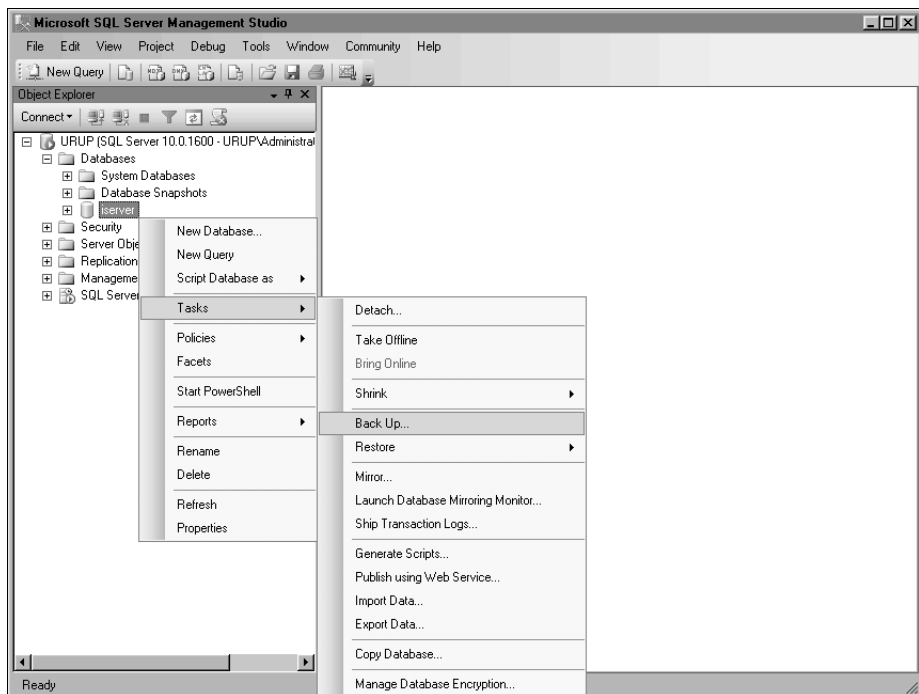 Microsoft SQL Server Management Studio
File Edit View Project Debug Tools Window Community Help
New Query
Object Explorer
Connect
URUP (SQL Server 10.0.1600 - URUP\Administrat
Databases
System Databases
Database Snapshots
iserver
Security
Server Obje
Replication
Manageme
SQL Server
New Database...
New Query
Script Database as
Tasks
Policies
Facets
Start PowerShell
Reports
Rename
Delete
Refresh
Properties
Detach...
Take Offline
Bring Online
Shrink
Back Up...
Restore
Mirror...
Launch Database Mirroring Monitor...
Ship Transaction Logs...
Generate Scripts...
Publish using Web Service...
Import Data...
Export Data...
Copy Database...
Manage Database Encryption...
Ready